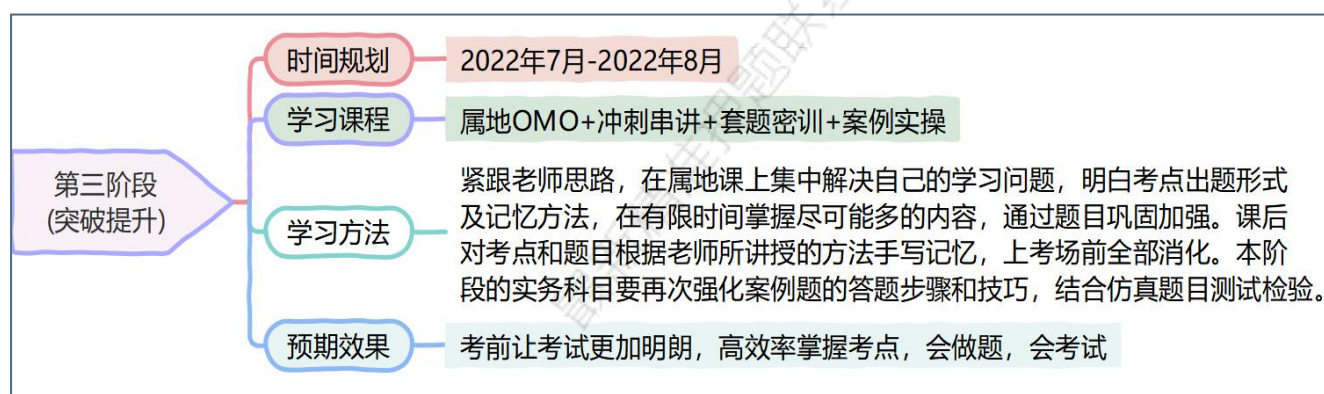 第三阶段
(突破提升)
时间规划
2022年7月-2022年8月
学习课程
属地OMO+冲刺串讲+套题密训+案例实操
学习方法
紧跟老师思路，在属地课上集中解决自己的学习问题，明白考点出题形式
及记忆方法，在有限时间掌握尽可能多的内容，通过题目巩固加强。课后
对考点和题目根据老师所讲授的方法手写记忆，上考场前全部消化。本阶
段的实务科目要再次强化案例题的答题步骤和技巧，结合仿真题目测试检验。
预期效果
考前让考试更加明朗，高效率掌握考点，会做题，会考试